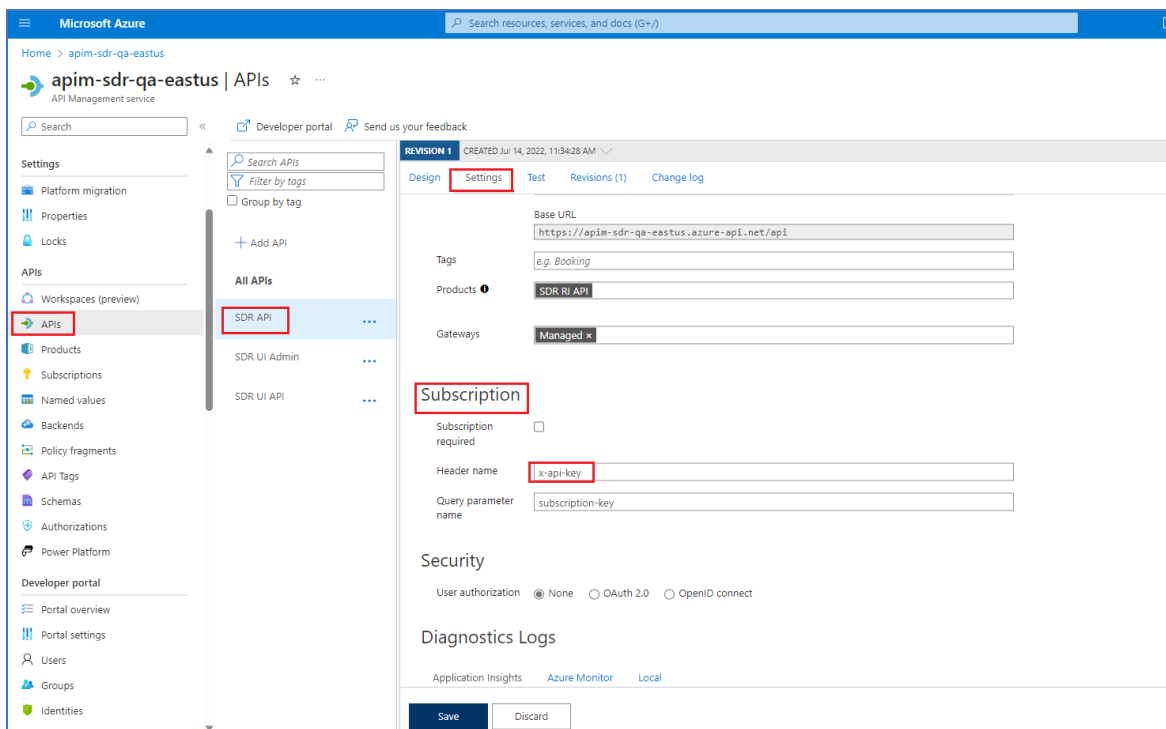 Microsoft Azure
Search resources, services, and docs (G+/)
Home > apim-sdr-qa-eastus
apim-sdr-qa-eastus | APIs
API Management service
Search
Developer portal
Send us your feedback
Settings
Platform migration
Properties
Locks
APIs
Workspaces (preview)
APIs
Products
Subscriptions
Named values
Backends
Policy fragments
API Tags
Schemas
Authorizations
Power Platform
Developer portal
Portal overview
Portal settings
Users
Groups
Identities
Search APIs
Filter by tags
Group by tag
Add API
All APIs
SDR API
SDR UI Admin
SDR UI API
REVISION 1 CREATED Jul 14, 2022, 11:34:28 AM
Design Settings Test Revisions (1) Change log
Base URL
https://apim-sdr-qa-eastus.azure-api.net/api
Tags e.g. Booking
Products SDR RI API
Gateways Managed ×
Subscription
Subscription
required
Header name x-api-key
Query parameter subscription-key
name
Security
User authorization None OAuth 2.0 OpenID connect
Diagnostics Logs
Application Insights Azure Monitor Local
Save Discard